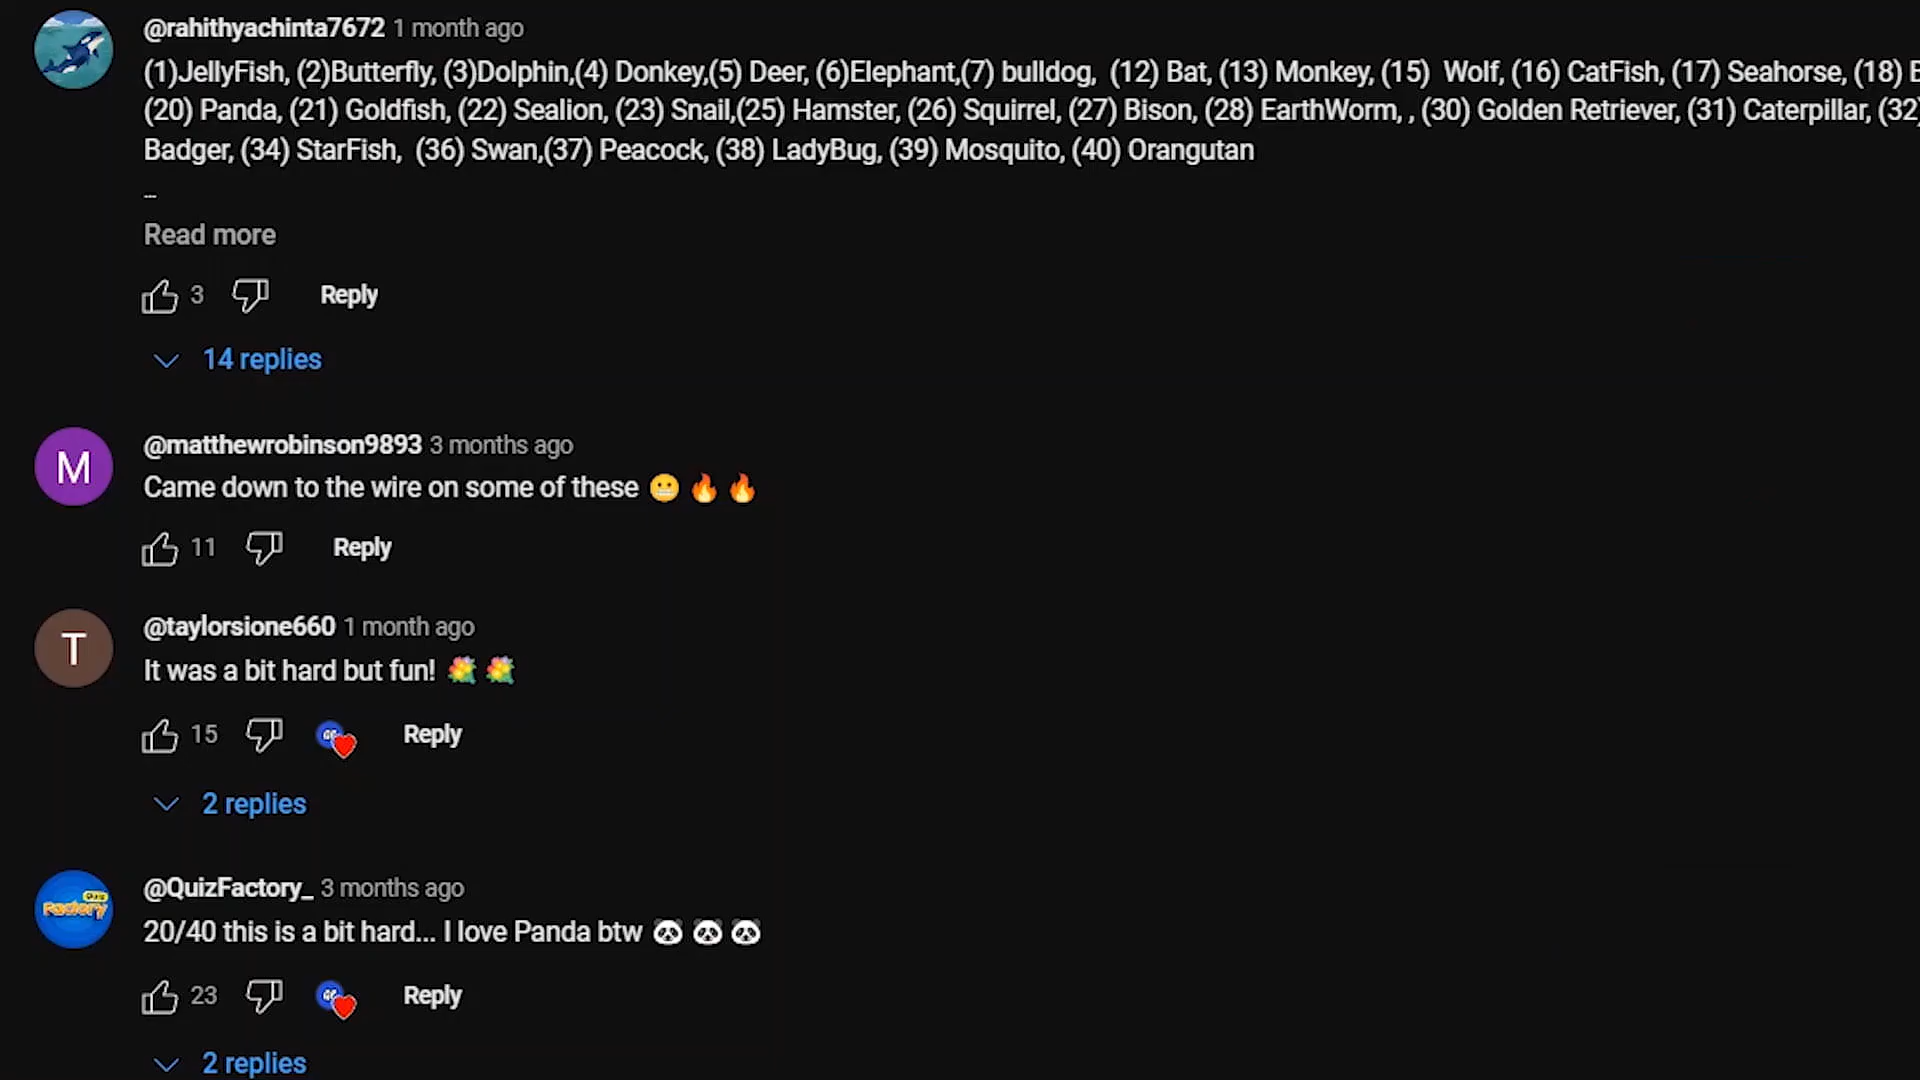 @rahithyachinta7672 1 month ago
(1)JellyFish, (2)Butterfly, (3)Dolphin,(4) Donkey,(5) Deer, (6)Elephant,(7) bulldog, (12) Bat, (13) Monkey, (15) Wolf, (16) CatFish, (17) Seahorse, (18)
(20) Panda, (21) Goldfish, (22) Sealion, (23) Snail,(25) Hamster, (26) Squirrel, (27) Bison, (28) EarthWorm, , (30) Golden Retriever, (31) Caterpillar, (32)
Badger, (34) StarFish, (36) Swan,(37) Peacock, (38) LadyBug, (39) Mosquito, (40) Orangutan
...
Read more
3 Reply
14 replies
M
@matthewrobinson9893 3 months ago
Came down to the wire on some of these 😬 🔥 🔥
11 Reply
T
@taylorsione660 1 month ago
It was a bit hard but fun! 💐 💐
15 Reply
2 replies
Quiz
Factory
@QuizFactory_ 3 months ago
20/40 this is a bit hard... I love Panda btw 🐼 🐼 🐼
23 Reply
2 replies